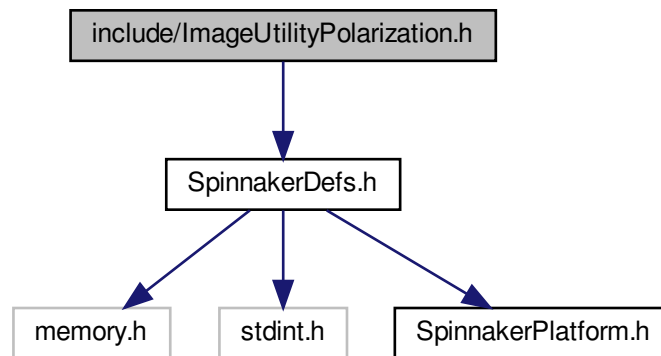 include/ImageUtilityPolarization.h
SpinnakerDefs.h
memory.h
stdint.h
SpinnakerPlatform.h